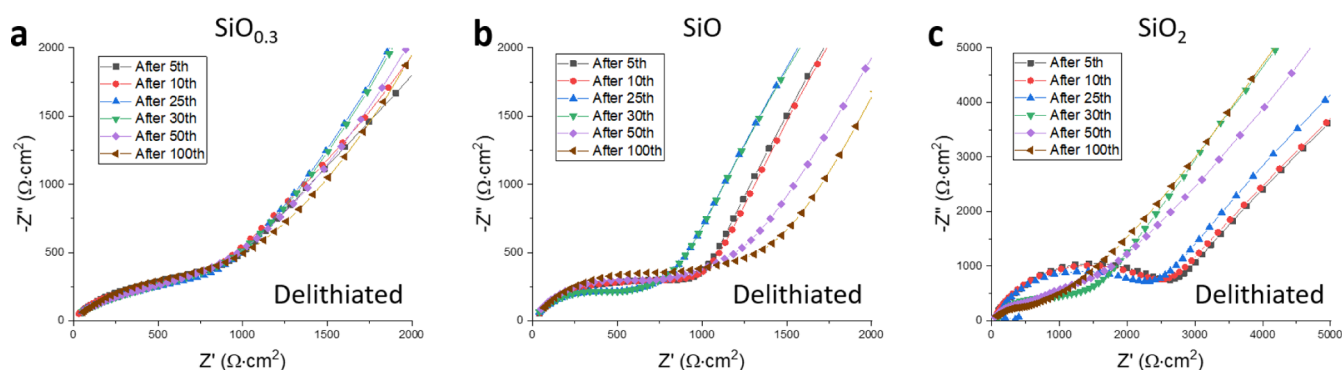 a
SiO0.3
2000
1500
1000
500
0
-Z" (Ω·cm2)
After 5th
After 10th
After 25th
After 30th
After 50th
After 100th
Delithiated
0
500
1000
1500
2000
Z' (Ω·cm2)
b
SiO
2000
1500
1000
500
0
-Z" (Ω·cm2)
After 5th
After 10th
After 25th
After 30th
After 50th
After 100th
Delithiated
0
500
1000
1500
2000
Z' (Ω·cm2)
c
SiO2
5000
4000
3000
2000
1000
0
-Z" (Ω·cm2)
After 5th
After 10th
After 25th
After 30th
After 50th
After 100th
Delithiated
0
1000
2000
3000
4000
5000
Z' (Ω·cm2)